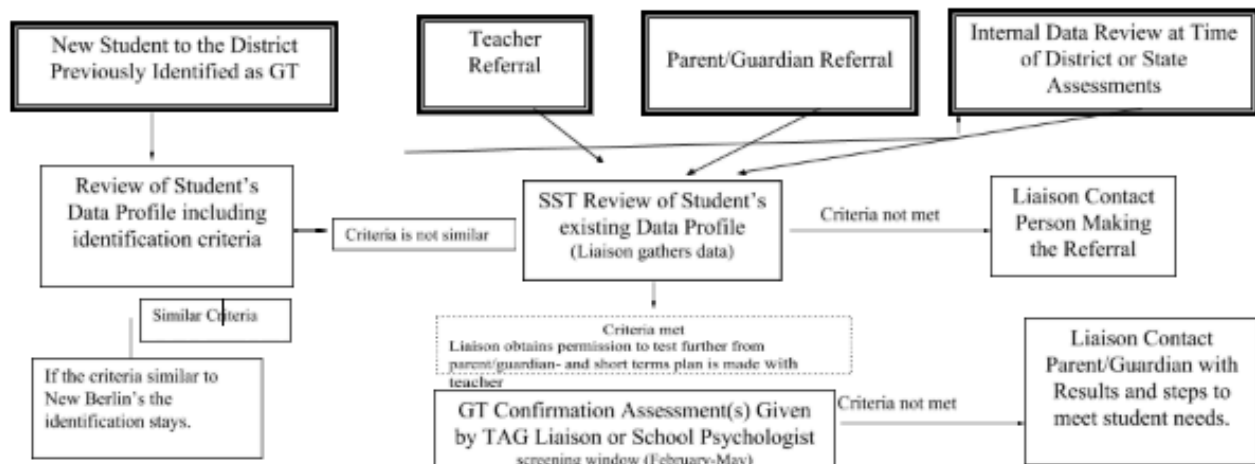 New Student to the District
Previously Identified as GT
Teacher
Referral
Parent/Guardian Referral
Internal Data Review at Time
of District or State
Assessments
Review of Student's
Data Profile including
identification criteria
Criteria is not similar
SST Review of Student's
existing Data Profile
(Liaison gathers data)
Criteria not met
Liaison Contact
Person Making
the Referral
Similar Criteria
If the criteria similar to
New Berlin's the
identification stays.
Criteria met
Liaison obtains permission to test further from
parent/guardian- and short terms plan is made with
teacher
GT Confirmation Assessment(s) Given
by TAG Liaison or School Psychologist
screening window (February-May)
Criteria not met
Liaison Contact
Parent/Guardian with
Results and steps to
meet student needs.